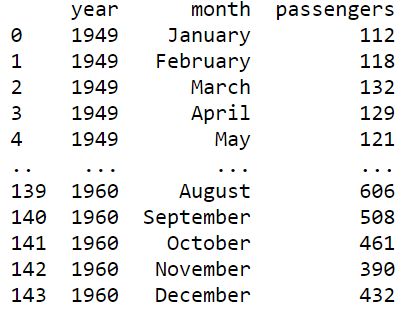 year month passengers
0 1949 January 112
1 1949 February 118
2 1949 March 132
3 1949 April 129
4 1949 May 121
.. ... ... ...
139 1960 August 606
140 1960 September 508
141 1960 October 461
142 1960 November 390
143 1960 December 432